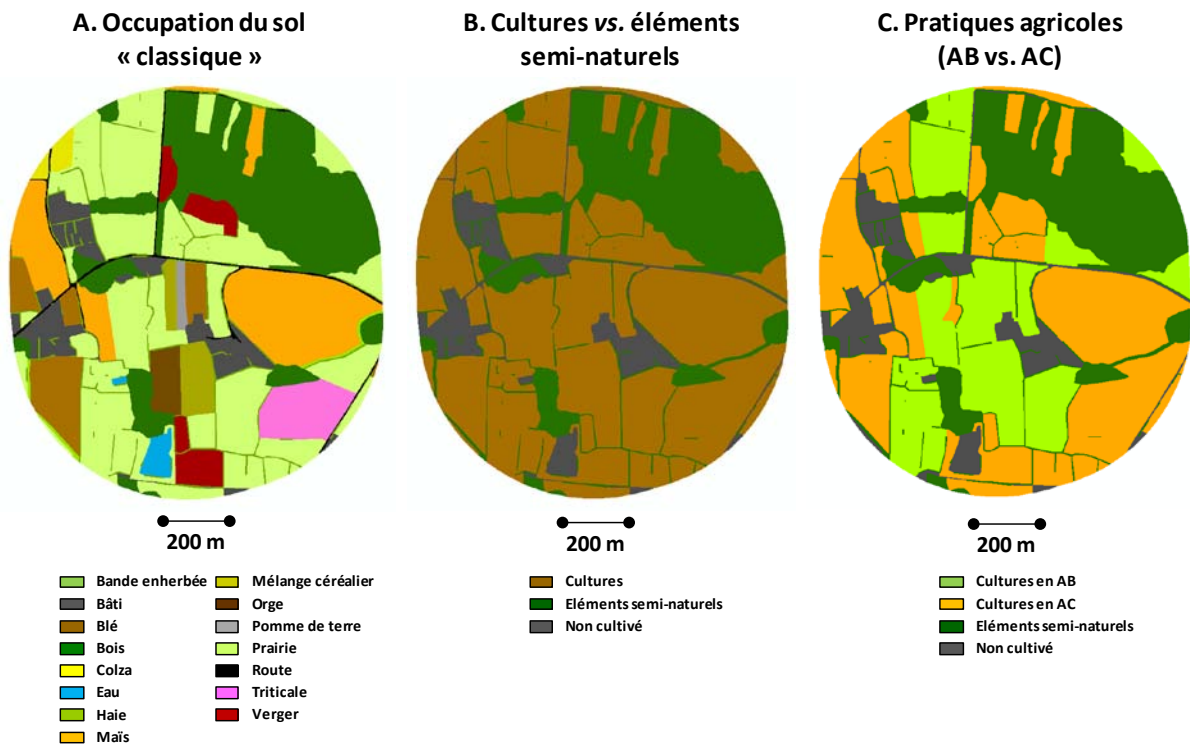 A. Occupation du sol
« classique »
B. Cultures vs. éléments
semi-naturels
C. Pratiques agricoles
(AB vs. AC)
200 m
200 m
200 m
Bande enherbée
Bâti
Blé
Bois
Colza
Eau
Haie
Maïs
Mélange céréalier
Orge
Pomme de terre
Prairie
Route
Triticale
Verger
Cultures
Eléments semi-naturels
Non cultivé
Cultures en AB
Cultures en AC
Eléments semi-naturels
Non cultivé